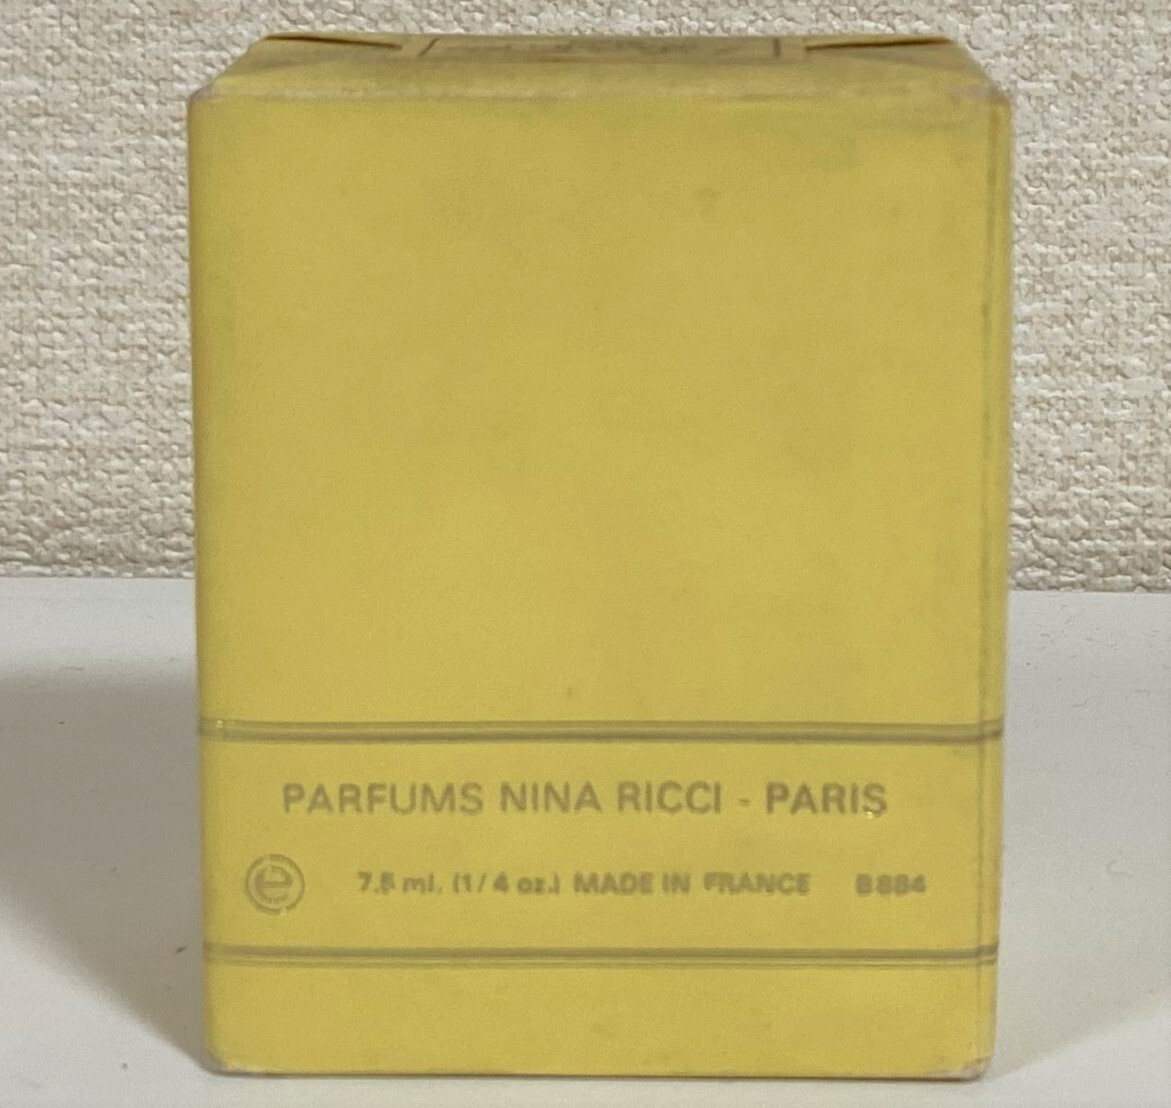 PARFUMS NINA RICCI - PARIS
e 7.5 ml. (1/4 oz.) MADE IN FRANCE B884